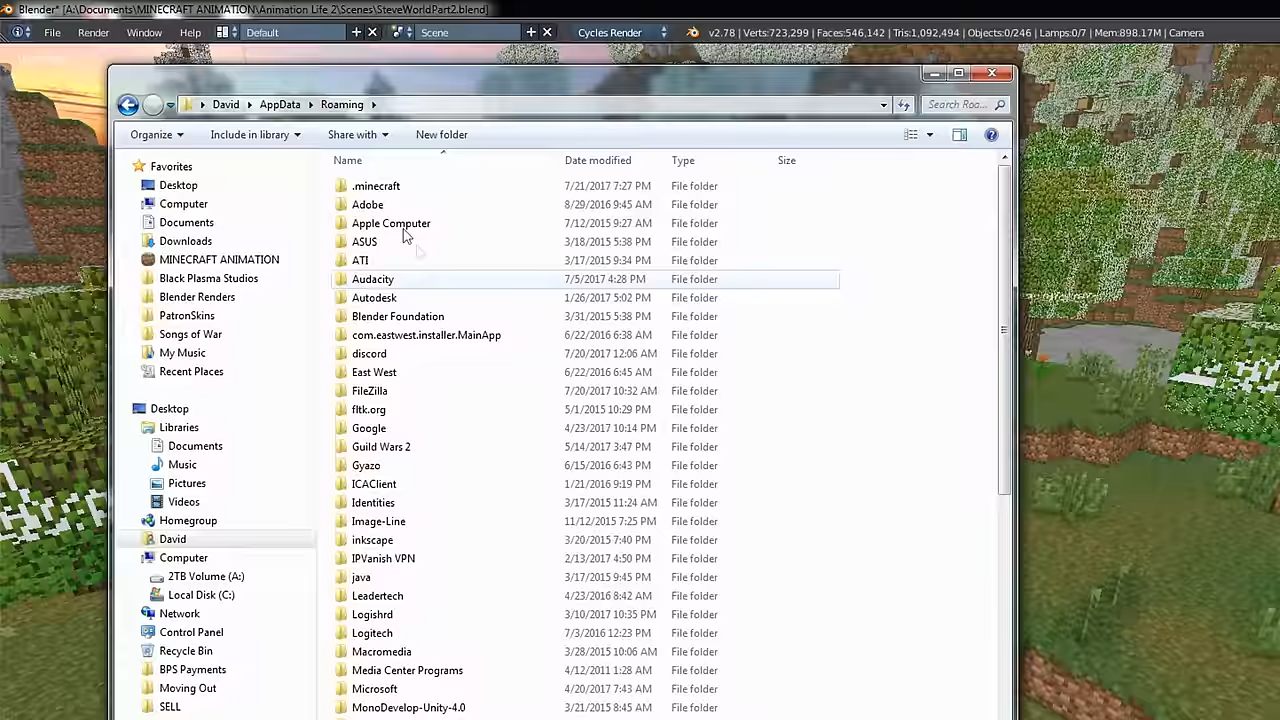 Blender* [A:\Documents\MINECRAFT ANIMATION\Animation Life 2\Scenes\SteveWorldPart2.blend]
File Render Window Help Default Scene Cycles Render v2.78 | Verts:723,299 | Faces:546,142 | Tris:1,092,494 | Objects:0/246 | Lamps:0/7 | Mem:898.17M | Camera
David AppData Roaming Search Roa...
Organize Include in library Share with New folder
Name Date modified Type Size
Favorites
Desktop
Computer
Documents
Downloads
MINECRAFT ANIMATION
Black Plasma Studios
Blender Renders
PatronSkins
Songs of War
My Music
Recent Places
Desktop
Libraries
Documents
Music
Pictures
Videos
Homegroup
David
Computer
2TB Volume (A:)
Local Disk (C:)
Network
Control Panel
Recycle Bin
BPS Payments
Moving Out
SELL
.minecraft 7/21/2017 7:27 PM File folder
Adobe 8/29/2016 9:45 AM File folder
Apple Computer 7/12/2015 9:27 AM File folder
ASUS 3/18/2015 5:38 PM File folder
ATI 3/17/2015 9:34 PM File folder
Audacity 7/5/2017 4:28 PM File folder
Autodesk 1/26/2017 5:02 PM File folder
Blender Foundation 3/31/2015 5:38 PM File folder
com.eastwest.installer.MainApp 6/22/2016 6:38 AM File folder
discord 7/20/2017 12:06 AM File folder
East West 6/22/2016 6:45 AM File folder
FileZilla 7/20/2017 10:32 AM File folder
fltk.org 5/1/2015 10:29 PM File folder
Google 4/23/2017 10:14 PM File folder
Guild Wars 2 5/14/2017 3:47 PM File folder
Gyazo 6/15/2016 6:43 PM File folder
ICAClient 1/21/2016 9:19 PM File folder
Identities 3/17/2015 11:24 AM File folder
Image-Line 11/12/2015 7:25 PM File folder
inkscape 3/20/2015 7:40 PM File folder
IPVanish VPN 2/13/2017 4:50 PM File folder
java 3/17/2015 9:45 PM File folder
Leadertech 4/23/2016 8:42 AM File folder
Logishrd 3/10/2017 10:35 PM File folder
Logitech 7/3/2016 12:23 PM File folder
Macromedia 3/28/2015 10:06 AM File folder
Media Center Programs 4/12/2011 1:28 AM File folder
Microsoft 4/20/2017 7:43 AM File folder
MonoDevelop-Unity-4.0 3/21/2015 8:45 AM File folder